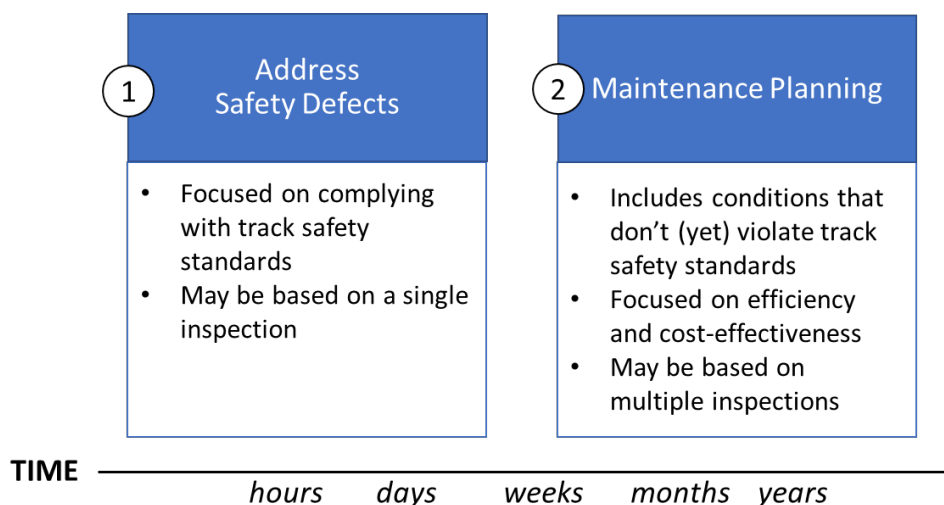 1
Address
Safety Defects
• Focused on complying
with track safety
standards
• May be based on a single
inspection
2
Maintenance Planning
• Includes conditions that
don’t (yet) violate track
safety standards
• Focused on efficiency
and cost-effectiveness
• May be based on
multiple inspections
TIME
hours days weeks months years